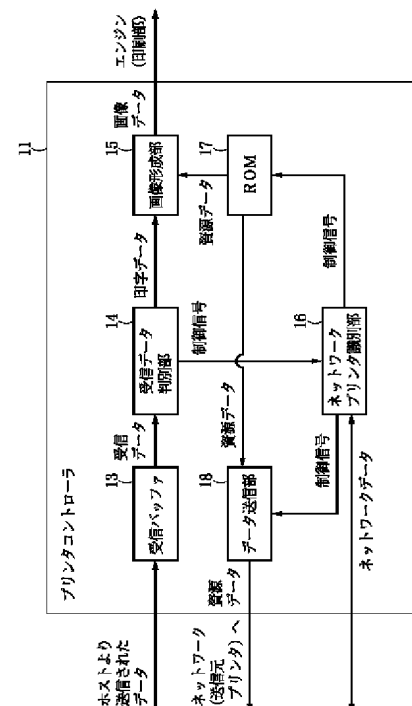 11
プリンタコントローラ
ホストより
送信された
データ
13
受信バッファ
受信
データ
14
受信データ
判別部
印字データ
15
画像形成部
画像
データ
エンジン
(印刷部)
制御信号
資源データ
17
ROM
資源データ
18
データ送信部
資源
データ
ネットワーク
(送信元
プリンタ)へ
制御信号
16
ネットワーク
プリンタ識別部
制御信号
ネットワークデータ